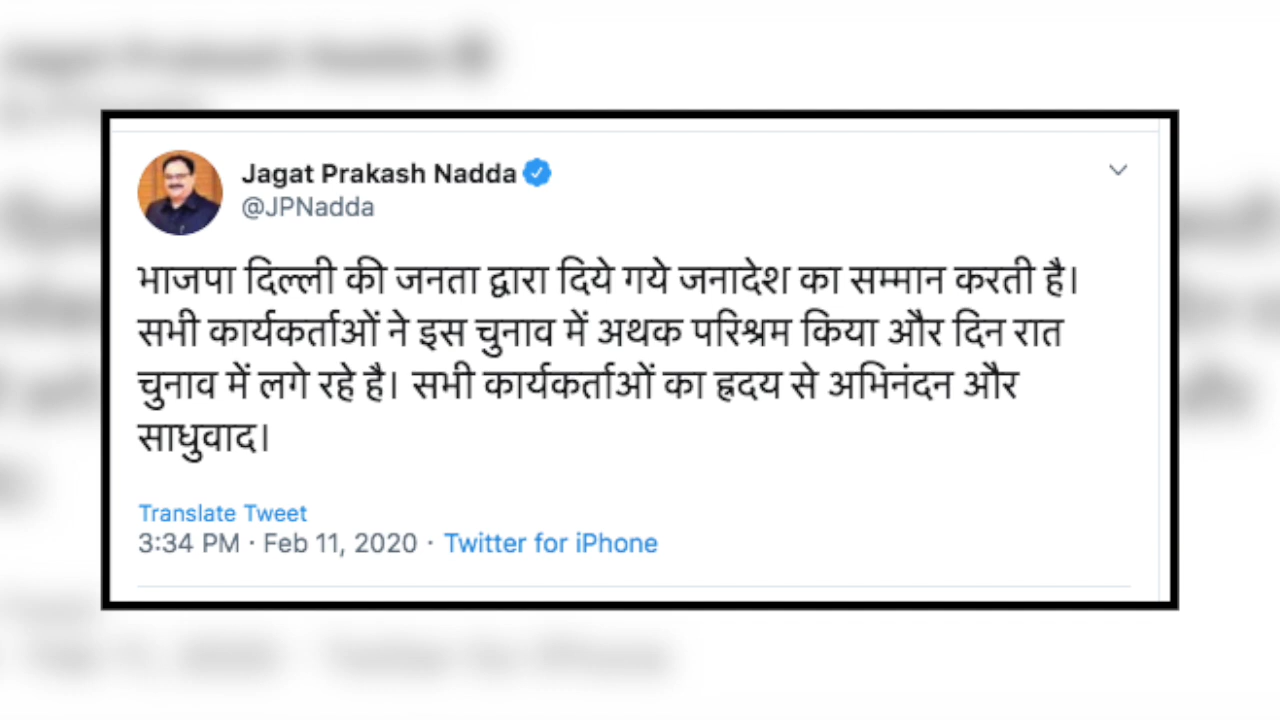 Jagat Prakash Nadda
@JPNadda
भाजपा दिल्ली की जनता द्वारा दिये गये जनादेश का सम्मान करती है।
सभी कार्यकर्ताओं ने इस चुनाव में अथक परिश्रम किया और दिन रात
चुनाव में लगे रहे है। सभी कार्यकर्ताओं का ह्रदय से अभिनंदन और
साधुवाद।
Translate Tweet
3:34 PM · Feb 11, 2020 · Twitter for iPhone